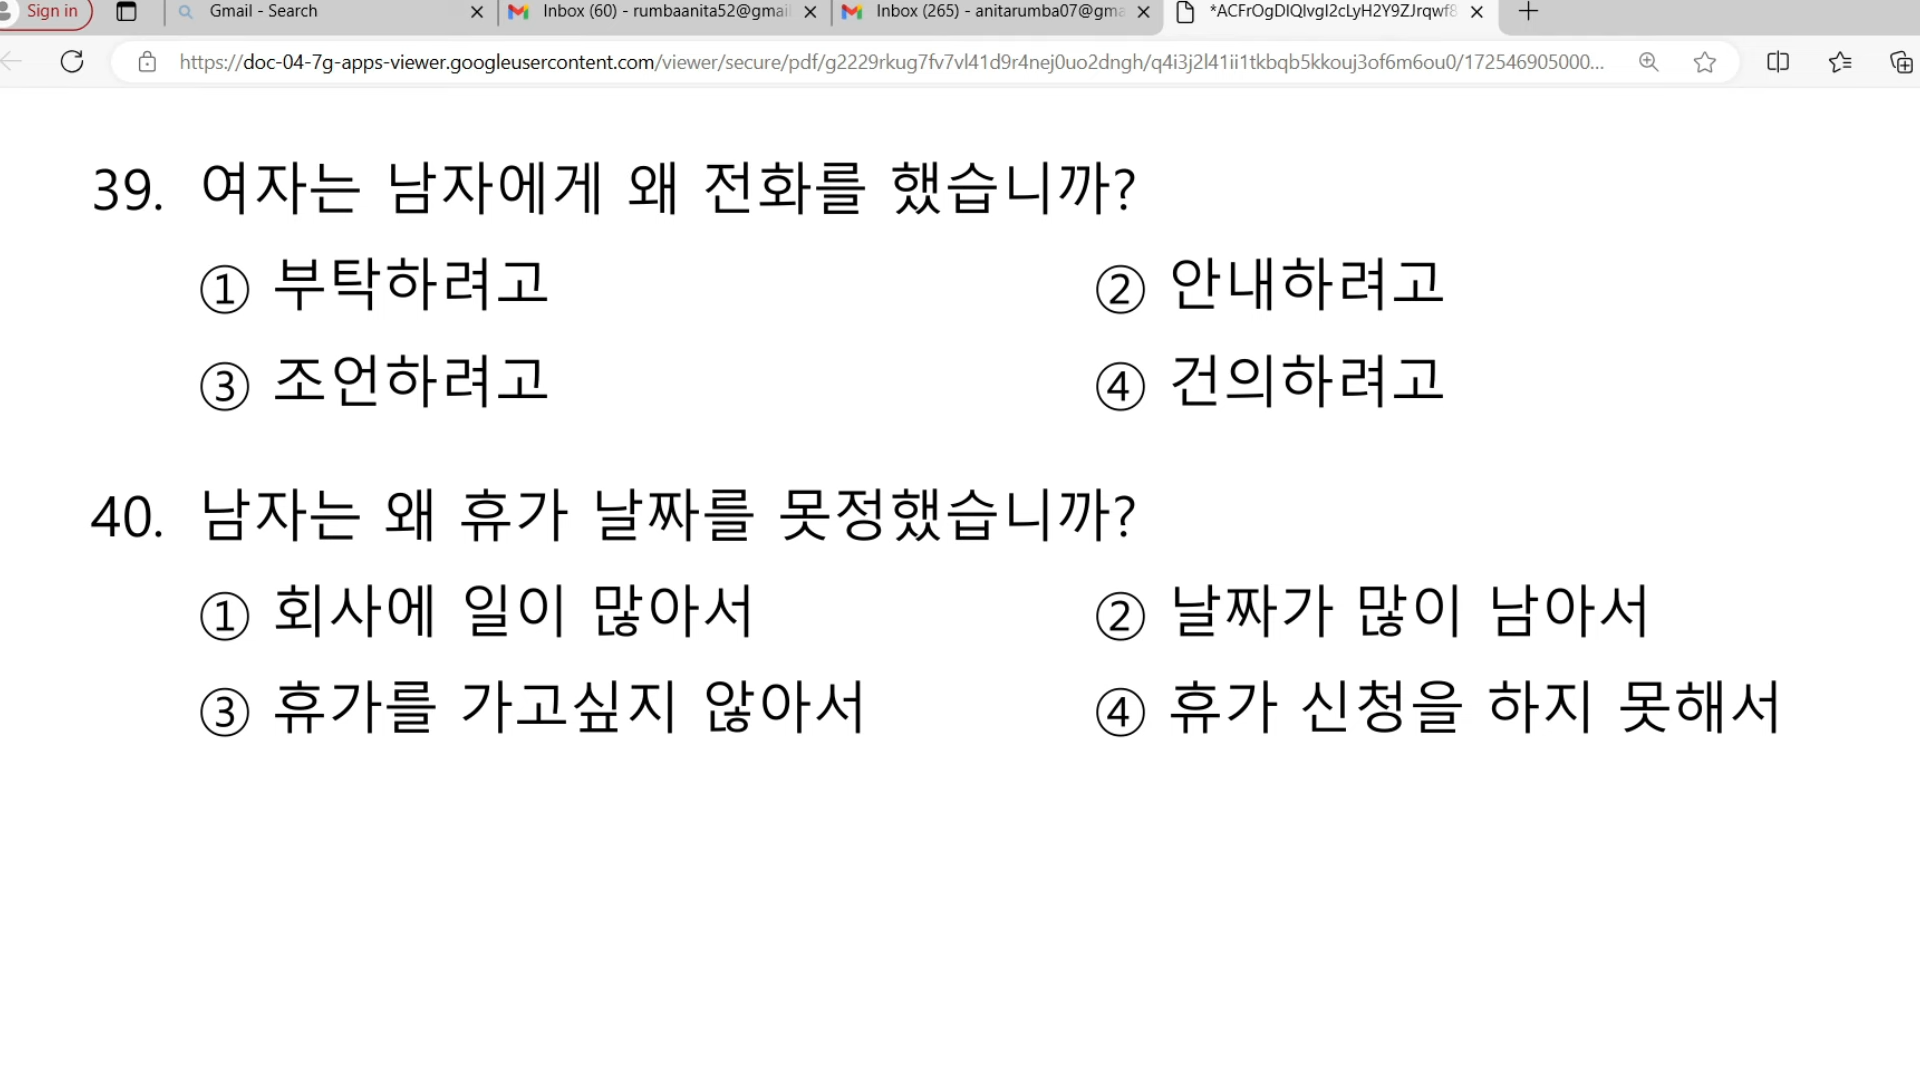 Sign in
Gmail - Search
Inbox (60) - rumbaanita52@gmai
Inbox (265) - anitarumba07@gma
*ACFrOgDIQlvgI2cLyH2Y9ZJrqwf8
https://doc-04-7g-apps-viewer.googleusercontent.com/viewer/secure/pdf/g2229rkug7fv7vl41d9r4nej0uo2dngh/q4i3j2l41ii1tkbqb5kkouj3of6m6ou0/172546905000...
39. 여자는 남자에게 왜 전화를 했습니까?
① 부탁하려고 ② 안내하려고
③ 조언하려고 ④ 건의하려고
40. 남자는 왜 휴가 날짜를 못정했습니까?
① 회사에 일이 많아서 ② 날짜가 많이 남아서
③ 휴가를 가고싶지 않아서 ④ 휴가 신청을 하지 못해서